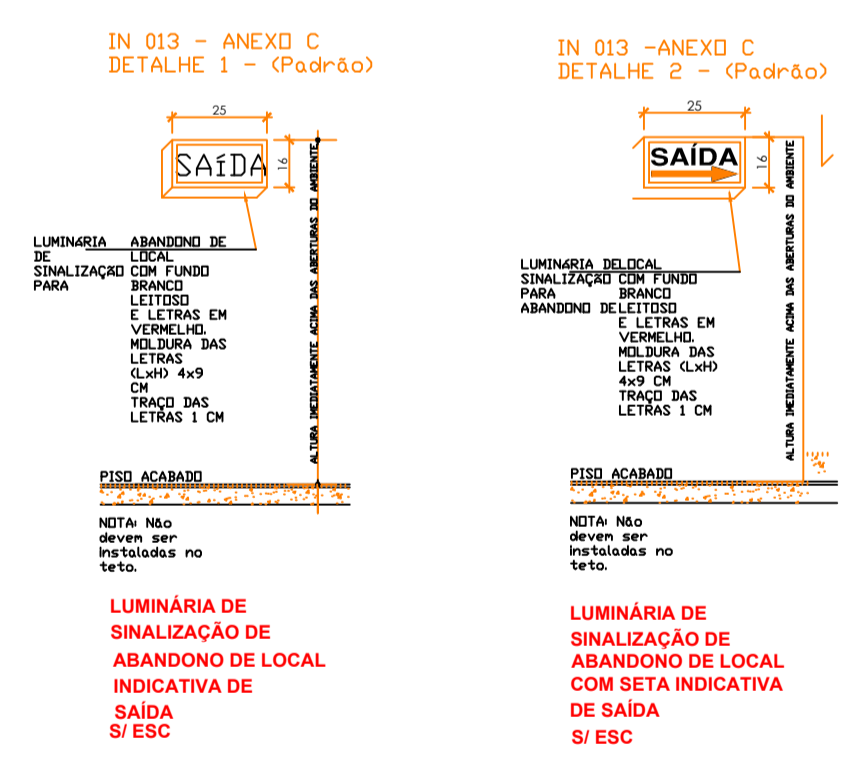 IN 013 - ANEXO C
DETALHE 1 - (Padrão)
25
SAÍDA
16
ALTURA IMEDIATAMENTE ACIMA DAS ABERTURAS DO AMBIENTE
LUMINÁRIA ABANDONO DE
DE LOCAL
SINALIZAÇÃO COM FUNDO
PARA BRANCO
LEITOSO
E LETRAS EM
VERMELHO.
MOLDURA DAS
LETRAS
(LxH) 4x9
CM
TRAÇO DAS
LETRAS 1 CM
PISO ACABADO
NOTA: Não
devem ser
instaladas no
teto.
LUMINÁRIA DE
SINALIZAÇÃO DE
ABANDONO DE LOCAL
INDICATIVA DE
SAÍDA
S/ ESC
IN 013 -ANEXO C
DETALHE 2 - (Padrão)
25
SAÍDA
16
ALTURA IMEDIATAMENTE ACIMA DAS ABERTURAS DO AMBIENTE
LUMINÁRIA DELOCAL
SINALIZAÇÃO COM FUNDO
PARA BRANCO
ABANDONO DELEITOSO
E LETRAS EM
VERMELHO.
MOLDURA DAS
LETRAS (LxH)
4x9 CM
TRAÇO DAS
LETRAS 1 CM
PISO ACABADO
NOTA: Não
devem ser
instaladas no
teto.
LUMINÁRIA DE
SINALIZAÇÃO DE
ABANDONO DE LOCAL
COM SETA INDICATIVA
DE SAÍDA
S/ ESC